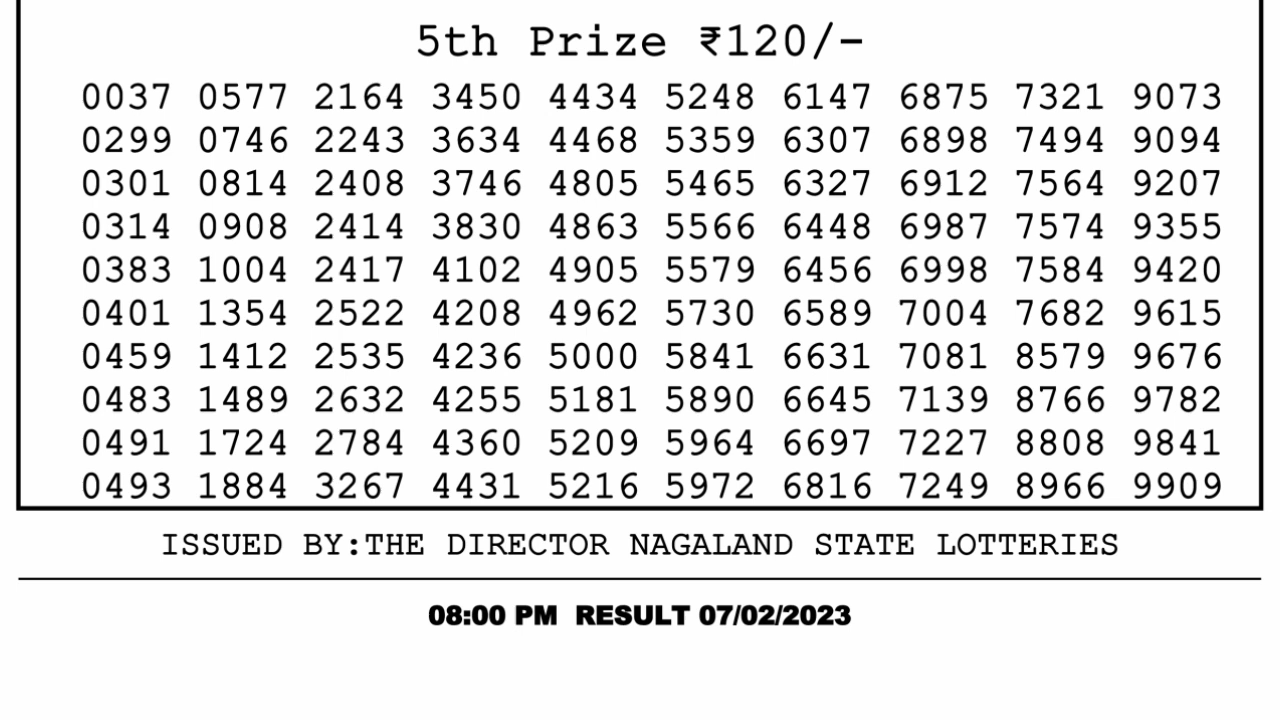 5th Prize ₹120/-
0037 0577 2164 3450 4434 5248 6147 6875 7321 9073
0299 0746 2243 3634 4468 5359 6307 6898 7494 9094
0301 0814 2408 3746 4805 5465 6327 6912 7564 9207
0314 0908 2414 3830 4863 5566 6448 6987 7574 9355
0383 1004 2417 4102 4905 5579 6456 6998 7584 9420
0401 1354 2522 4208 4962 5730 6589 7004 7682 9615
0459 1412 2535 4236 5000 5841 6631 7081 8579 9676
0483 1489 2632 4255 5181 5890 6645 7139 8766 9782
0491 1724 2784 4360 5209 5964 6697 7227 8808 9841
0493 1884 3267 4431 5216 5972 6816 7249 8966 9909
ISSUED BY:THE DIRECTOR NAGALAND STATE LOTTERIES
08:00 PM RESULT 07/02/2023